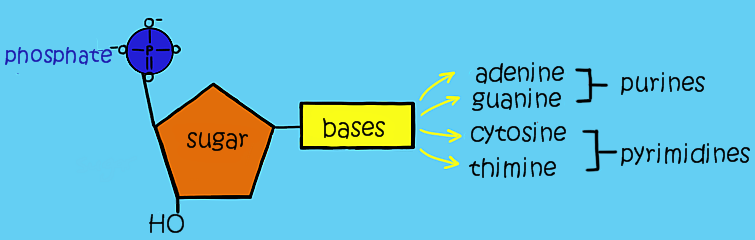 O⁻
phosphate
⁻O P O
O
adenine
guanine
purines
sugar
bases
cytosine
thimine
pyrimidines
HO